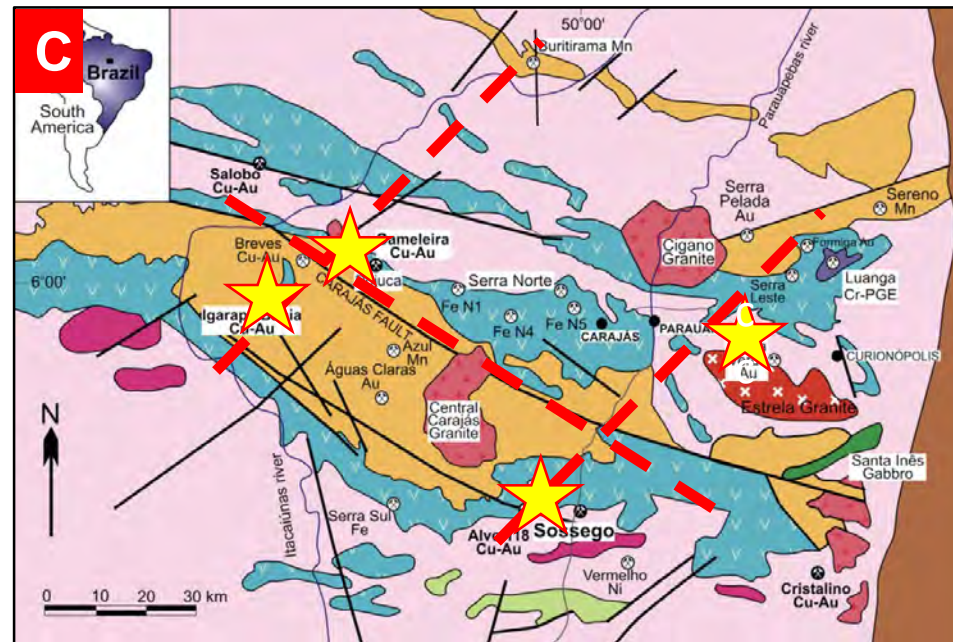 C
Brazil
South
America
50°00'
Buritirama Mn
Parauapebas river
Salobo
Cu-Au
Serra
Pelada
Au
Sereno
Mn
Cigano
Granite
Breves
Cu-Au
Gameleira
Cu-Au
Formiga Au
6°00'
Serra Norte
Serra
Leste
Luanga
Cr-PGE
CARAJÁS FAULT
Fe N1
Cu-Au
Fe N4
Fe N5
CARAJÁS
Azul
Mn
CURIONÓPOLIS
Águas Claras
Au
Au
N
Central
Carajás
Granite
Estrela Granite
Santa Inês
Gabbro
Itacaiúnas river
Serra Sul
Fe
Cu-Au
Sossego
Vermelho
Ni
Cristalino
Cu-Au
0 10 20 30 km